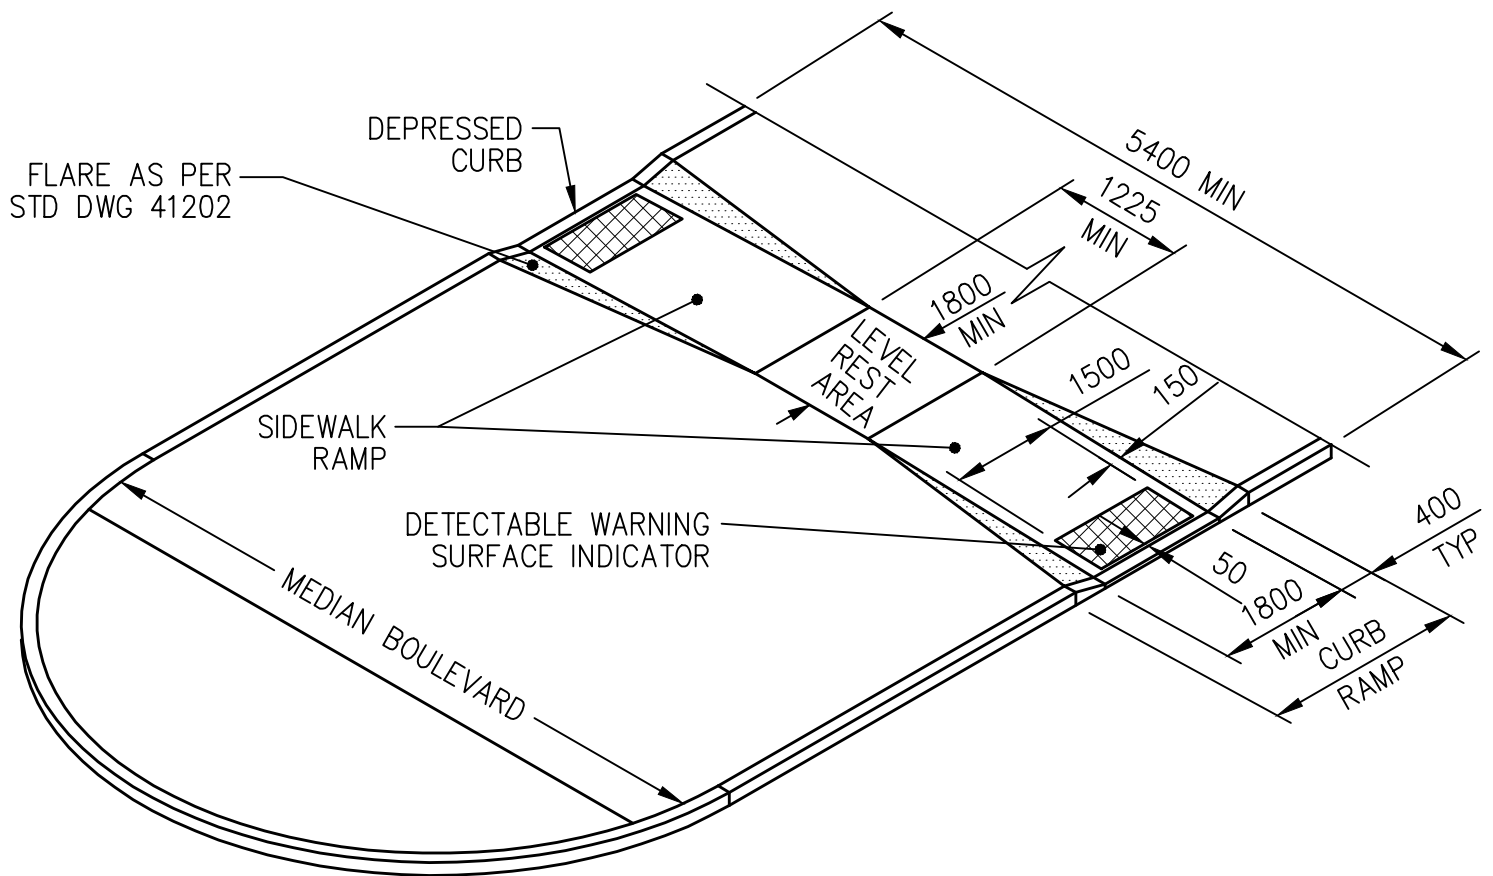 DEPRESSED
CURB
FLARE AS PER
STD DWG 41202
5400 MIN
1225
MIN
1800
MIN
LEVEL
REST
AREA
1500
150
SIDEWALK
RAMP
DETECTABLE WARNING
SURFACE INDICATOR
400
TYP
50
1800
MIN
CURB
RAMP
MEDIAN BOULEVARD